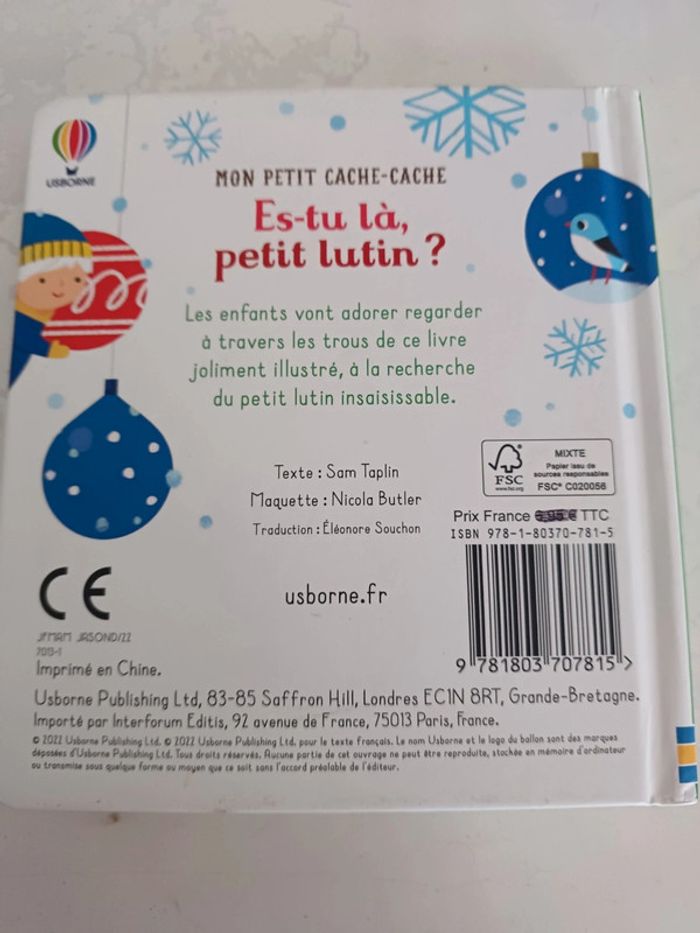 USBORNE
MON PETIT CACHE-CACHE
Es-tu là,
petit lutin ?
Les enfants vont adorer regarder
à travers les trous de ce livre
joliment illustré, à la recherche
du petit lutin insaisissable.
Texte : Sam Taplin
Maquette : Nicola Butler
Traduction : Éléonore Souchon
usborne.fr
FSC
www.fsc.org
MIXTE
Papier issu de
sources responsables
FSC® C020056
Prix France 6,95 € TTC
ISBN 978-1-80370-781-5
9 781803 707815 >
CE
JFMAM JASOND/22
Imprimé en Chine.
Usborne Publishing Ltd, 83-85 Saffron Hill, Londres EC1N 8RT, Grande-Bretagne.
Importé par Interforum Editis, 92 avenue de France, 75013 Paris, France.
© 2022 Usborne Publishing Ltd. © 2022 Usborne Publishing Ltd. pour le texte français. Le nom Usborne et le logo du ballon sont des marques
déposées d'Usborne Publishing Ltd. Tous droits réservés. Aucune partie de cet ouvrage ne peut être reproduite, stockée en mémoire d'ordinateur
ou transmise sous quelque forme ou moyen que ce soit sans l'accord préalable de l'éditeur.